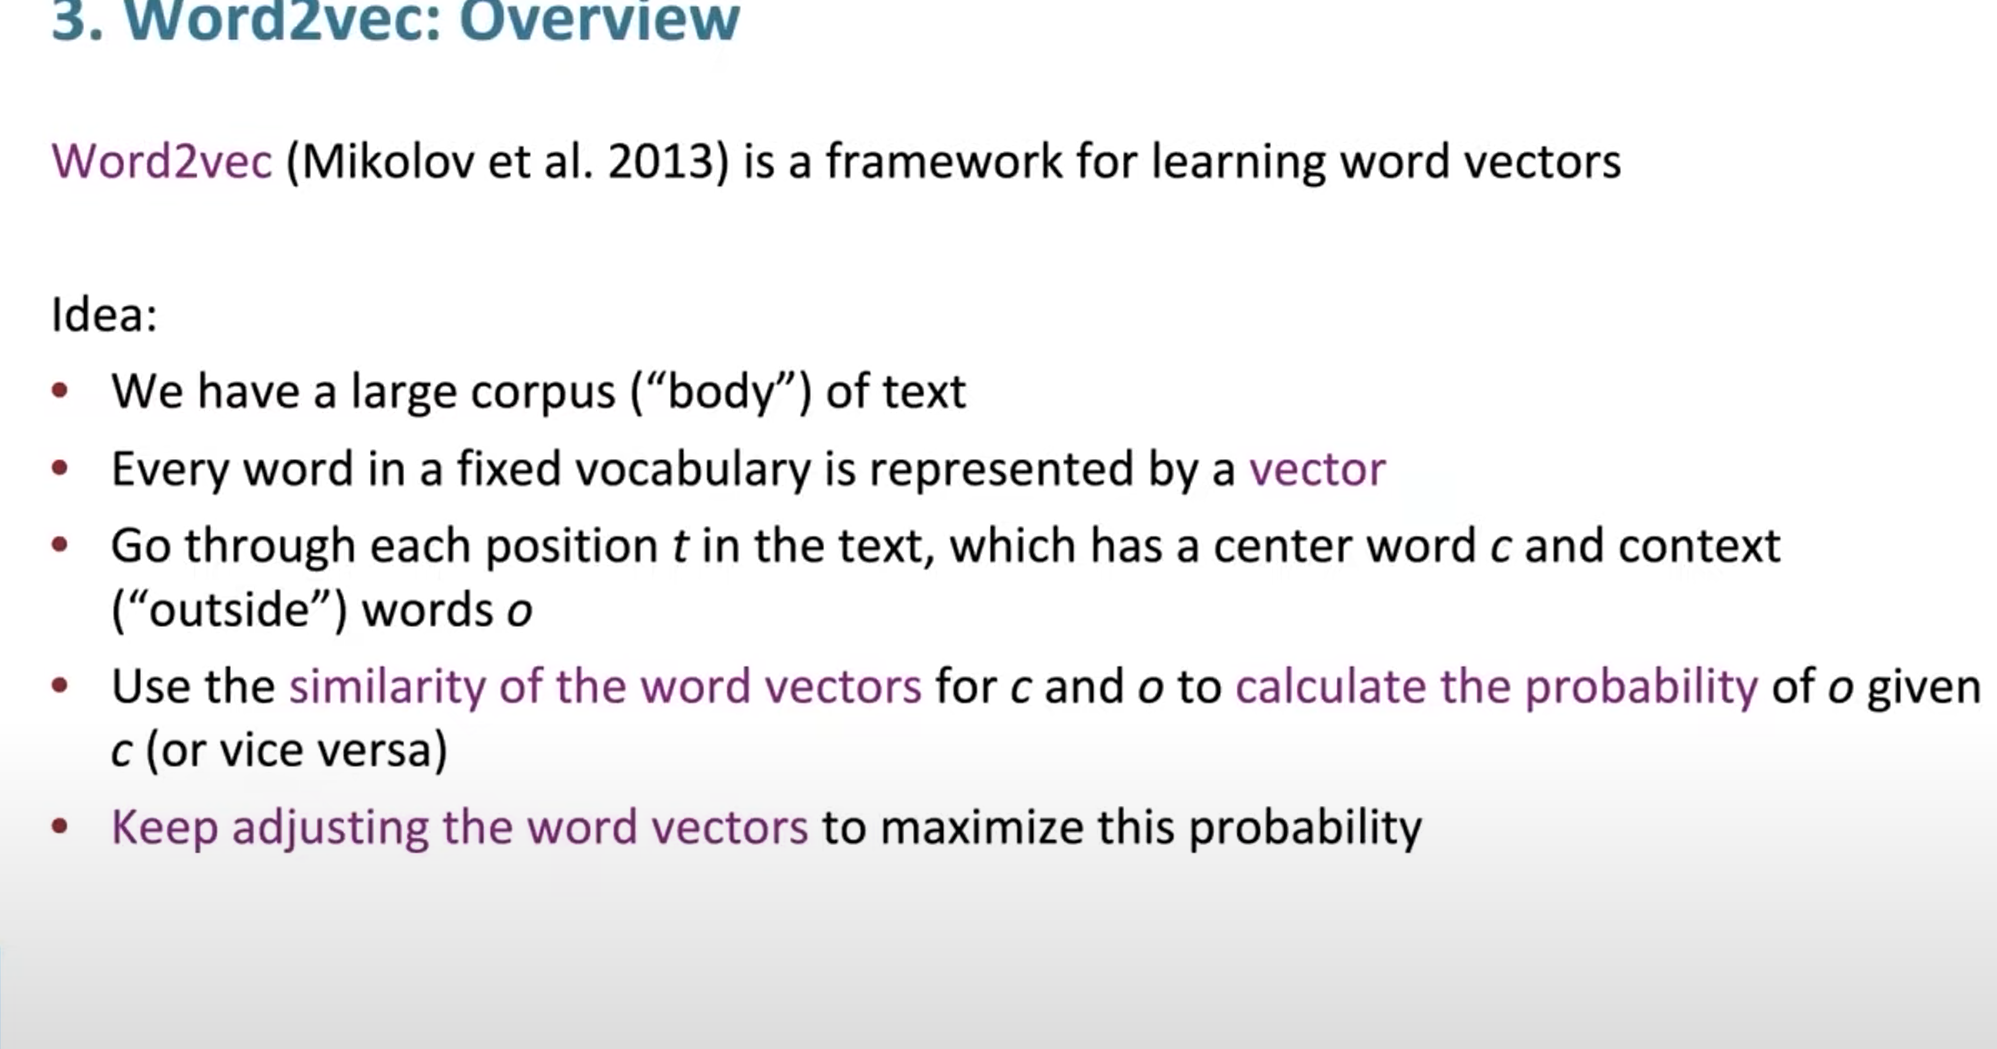 3. Word2vec: Overview
Word2vec (Mikolov et al. 2013) is a framework for learning word vectors
Idea:
• We have a large corpus (“body”) of text
• Every word in a fixed vocabulary is represented by a vector
• Go through each position t in the text, which has a center word c and context
(“outside”) words o
• Use the similarity of the word vectors for c and o to calculate the probability of o given
c (or vice versa)
• Keep adjusting the word vectors to maximize this probability